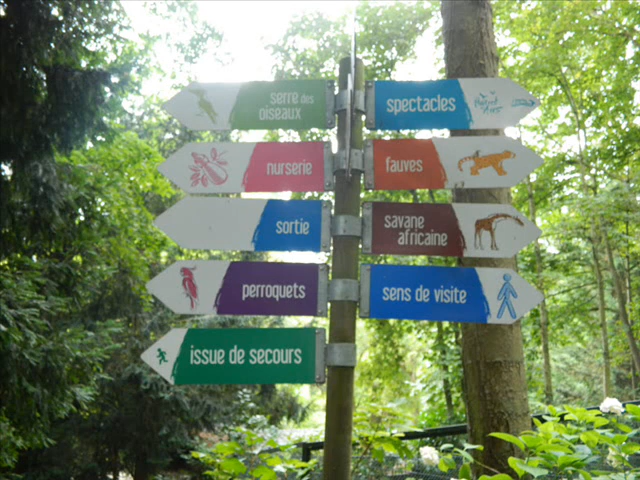 serre des
oiseaux
nurserie
sortie
perroquets
issue de secours
spectacles
fauves
savane
africaine
sens de visite